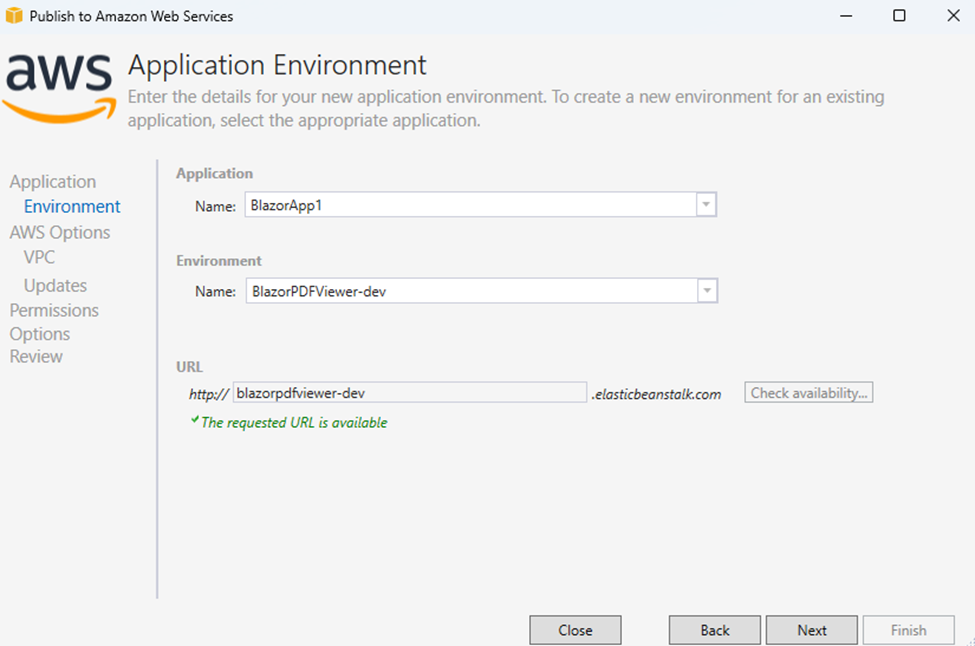 Publish to Amazon Web Services
aws
Application Environment
Enter the details for your new application environment. To create a new environment for an existing
application, select the appropriate application.
Application
Environment
AWS Options
VPC
Updates
Permissions
Options
Review
Application
Name: BlazorApp1
Environment
Name: BlazorPDFViewer-dev
URL
http:// blazorpdfviewer-dev .elasticbeanstalk.com Check availability...
The requested URL is available
Close Back Next Finish